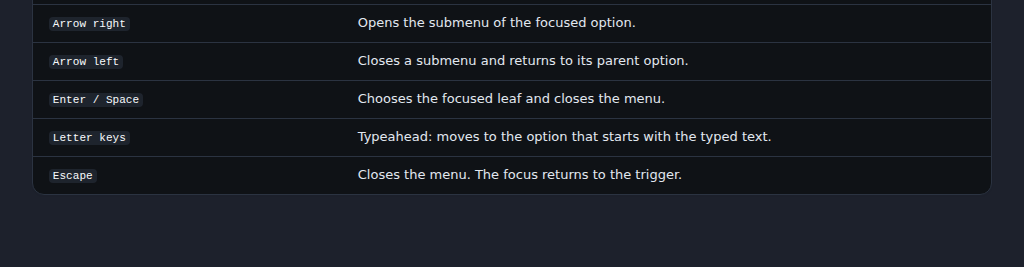 Arrow right Opens the submenu of the focused option.
Arrow left Closes a submenu and returns to its parent option.
Enter / Space Chooses the focused leaf and closes the menu.
Letter keys Typeahead: moves to the option that starts with the typed text.
Escape Closes the menu. The focus returns to the trigger.